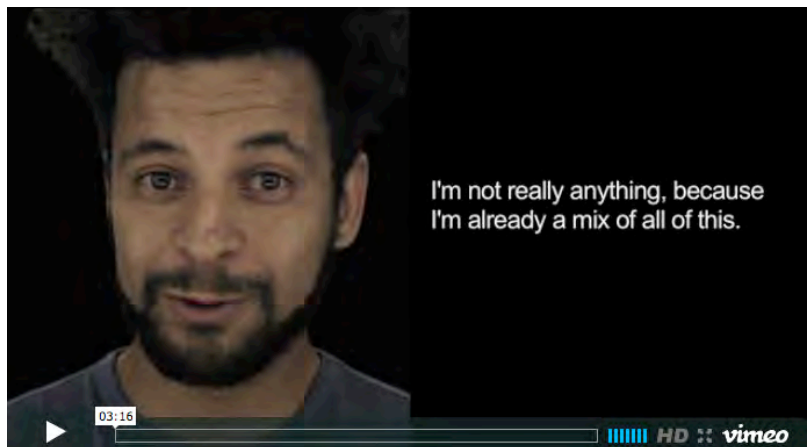 I'm not really anything, because
I'm already a mix of all of this.
03:16
HD vimeo